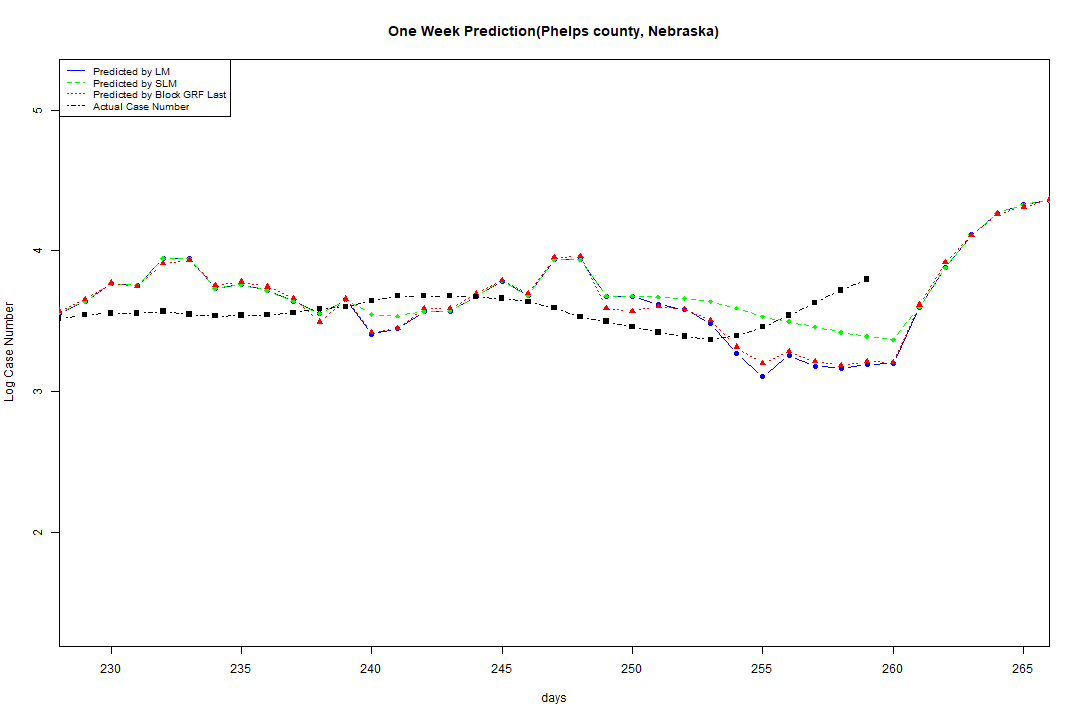 One Week Prediction(Phelps county, Nebraska)
Predicted by LM
Predicted by SLM
Predicted by Block GRF Last
Actual Case Number
5
4
3
2
Log Case Number
230 235 240 245 250 255 260 265
days